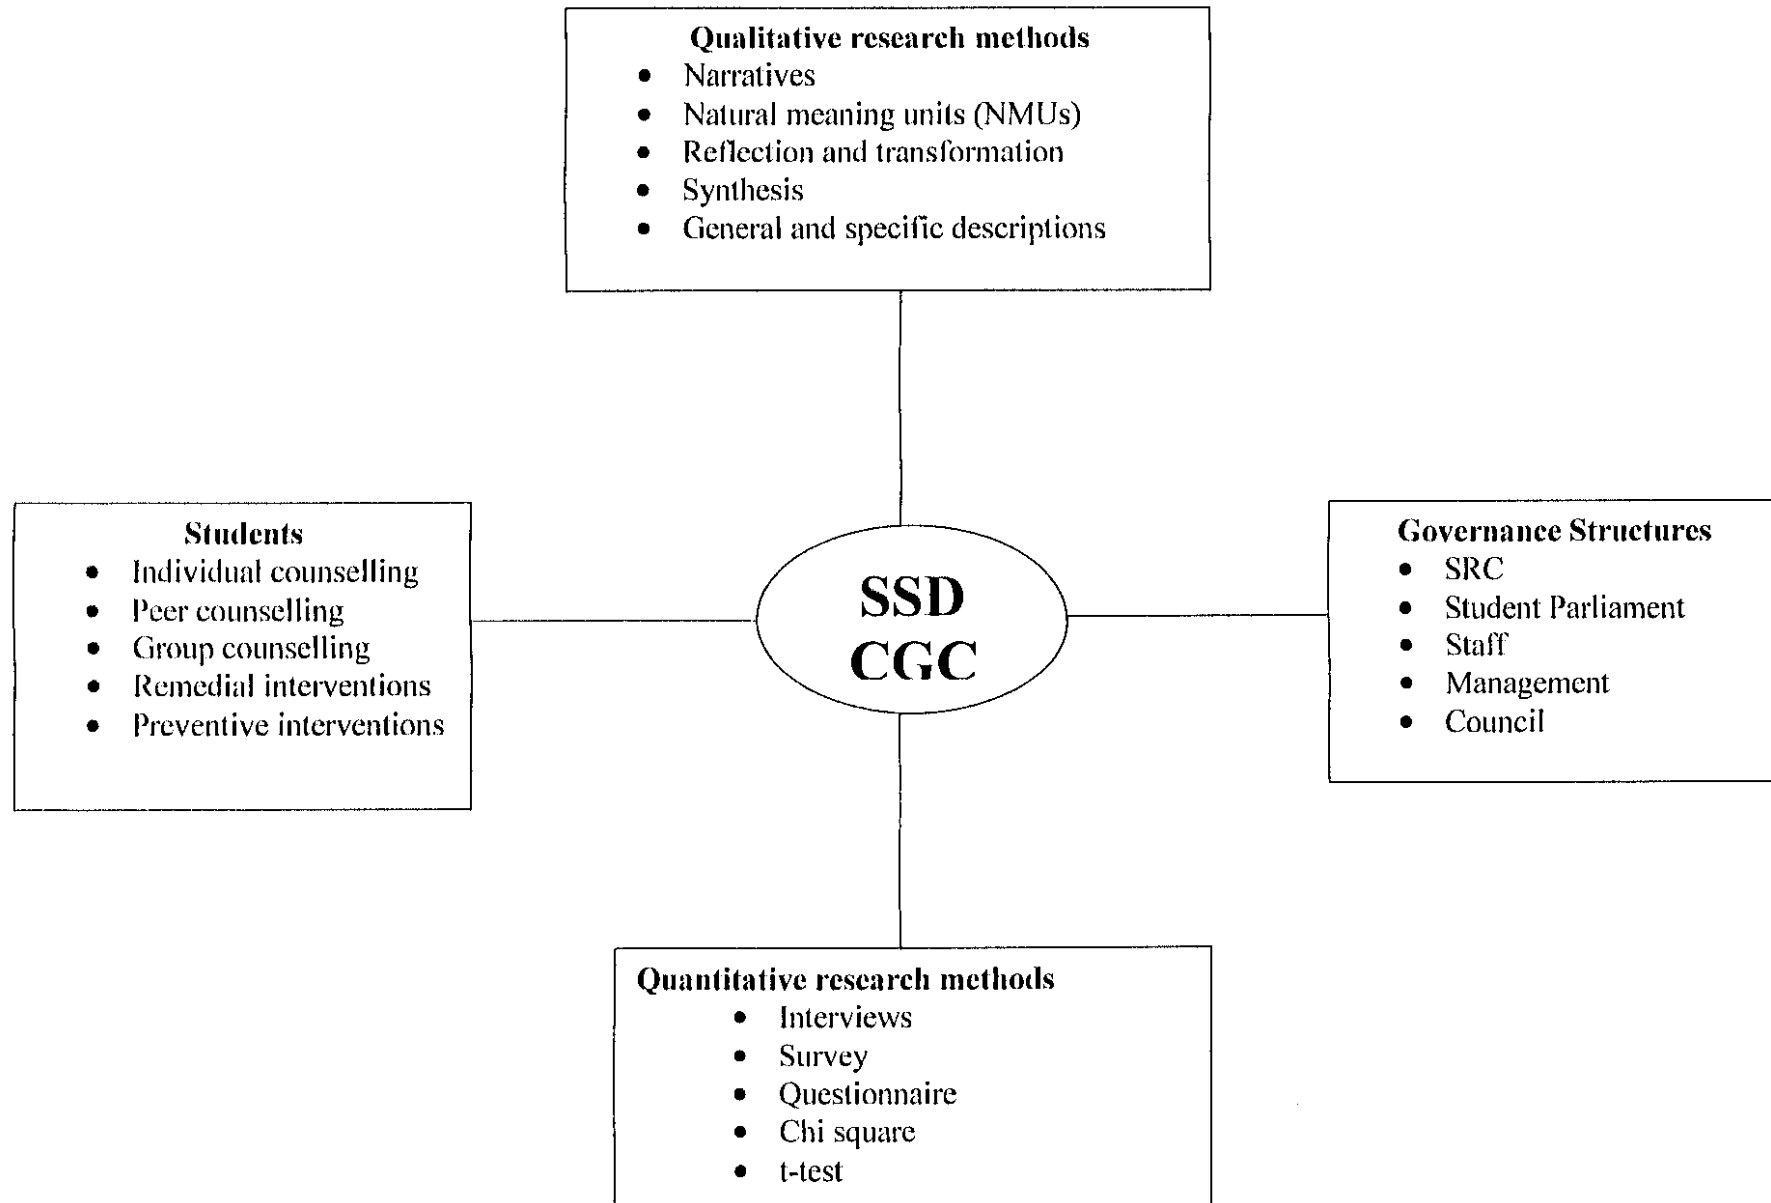 Qualitative research methods
• Narratives
• Natural meaning units (NMUs)
• Reflection and transformation
• Synthesis
• General and specific descriptions
Students
• Individual counselling
• Peer counselling
• Group counselling
• Remedial interventions
• Preventive interventions
SSD
CGC
Governance Structures
• SRC
• Student Parliament
• Staff
• Management
• Council
Quantitative research methods
• Interviews
• Survey
• Questionnaire
• Chi square
• t-test